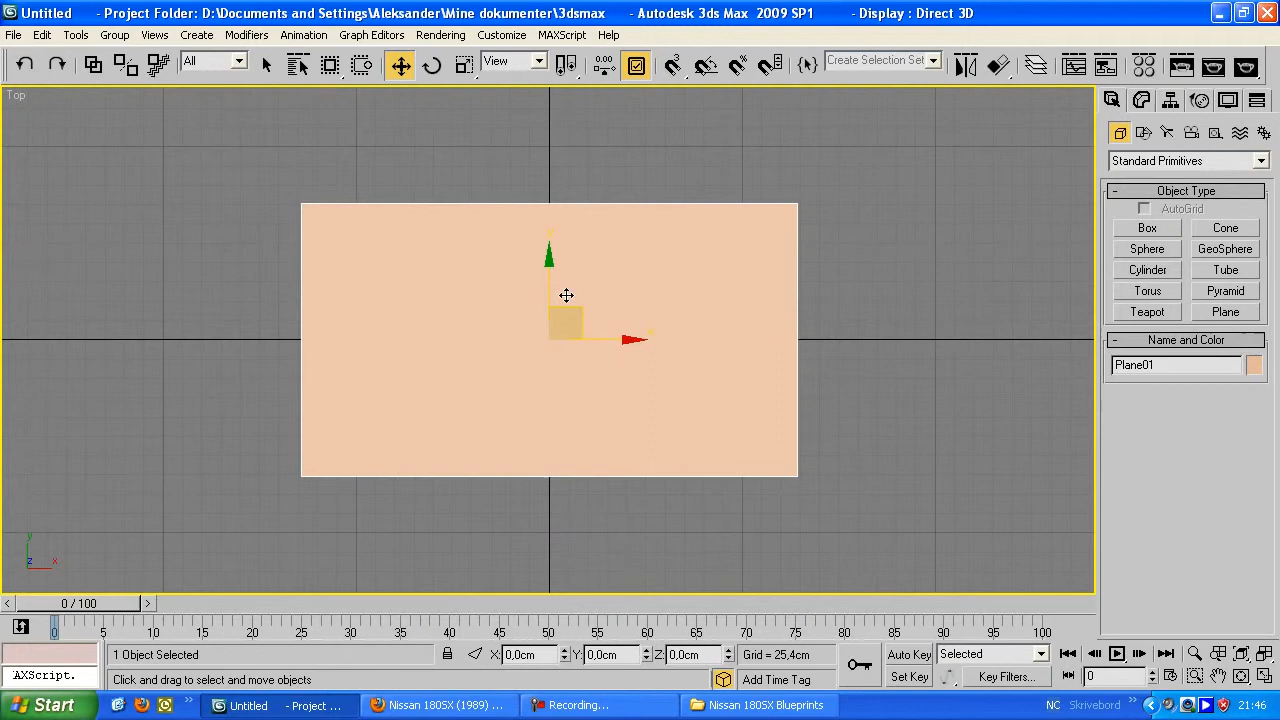 Untitled - Project Folder: D:\Documents and Settings\Aleksander\Mine dokumenter\3dsmax - Autodesk 3ds Max 2009 SP1 - Display : Direct 3D
File Edit Tools Group Views Create Modifiers Animation Graph Editors Rendering Customize MAXScript Help
All View 0.00 Create Selection Set
Top
Standard Primitives
- Object Type
AutoGrid
Box Cone
Sphere GeoSphere
Cylinder Tube
Torus Pyramid
Teapot Plane
- Name and Color
Plane01
y
x
y
z x
< 0 / 100 >
0 5 10 15 20 25 30 35 40 45 50 55 60 65 70 75 80 85 90 95 100
1 Object Selected X: 0,0cm Y: 0,0cm Z: 0,0cm Grid = 25,4cm Auto Key Selected
AXScript. Click and drag to select and move objects Add Time Tag Set Key Key Filters... 0
Start Untitled - Project ... Nissan 180SX (1989) ... Recording... Nissan 180SX Blueprints NC Skrivebord 21:46